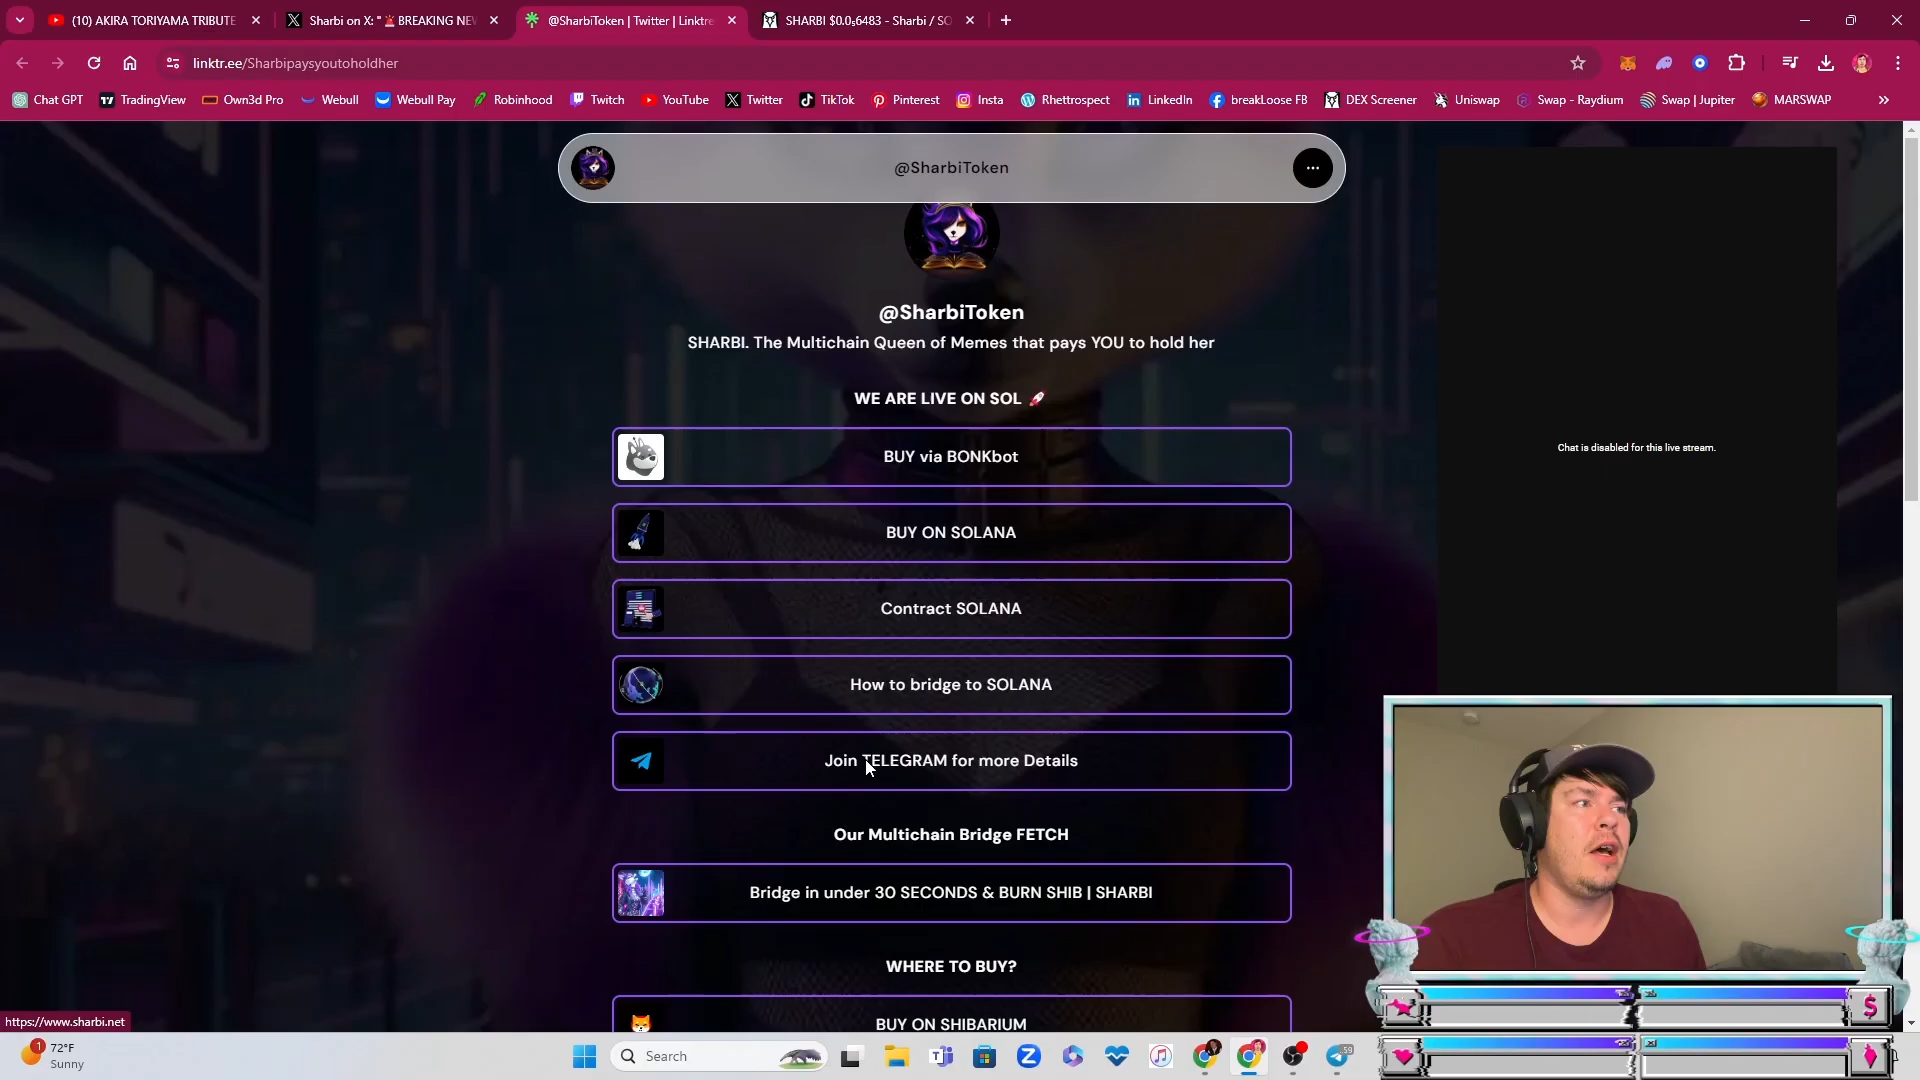 (10) AKIRA TORIYAMA TRIBUTE
Sharbi on X: "🚨BREAKING NEW
@SharbiToken | Twitter | Linktre
SHARBI $0.0₅6483 - Sharbi / SO
linktr.ee/Sharbipaysyoutoholdher
Chat GPT
TradingView
Own3d Pro
Webull
Webull Pay
Robinhood
Twitch
YouTube
Twitter
TikTok
Pinterest
Insta
Rhettrospect
LinkedIn
breakLoose FB
DEX Screener
Uniswap
Swap - Raydium
Swap | Jupiter
MARSWAP
@SharbiToken
@SharbiToken
SHARBI. The Multichain Queen of Memes that pays YOU to hold her
WE ARE LIVE ON SOL 🚀
BUY via BONKbot
BUY ON SOLANA
Contract SOLANA
How to bridge to SOLANA
Join TELEGRAM for more Details
Our Multichain Bridge FETCH
Bridge in under 30 SECONDS & BURN SHIB | SHARBI
WHERE TO BUY?
BUY ON SHIBARIUM
Chat is disabled for this live stream.
https://www.sharbi.net
1
72°F
Sunny
Search
59